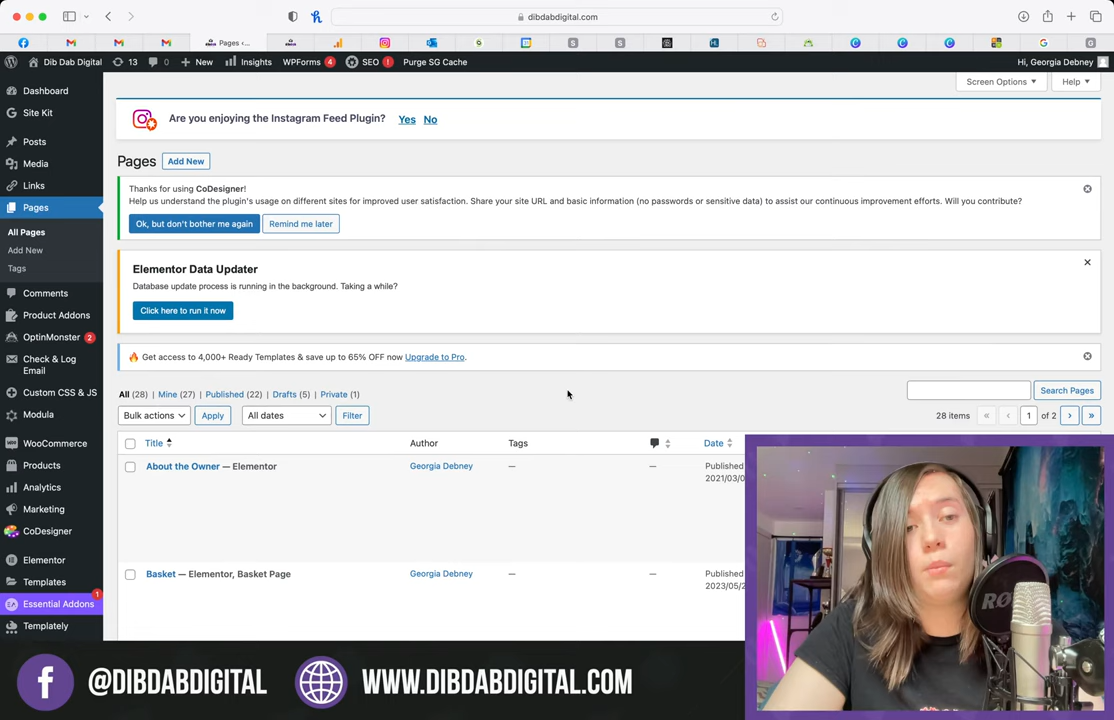 dibdabdigital.com
Pages ‹...
Dib Dab Digital
13
0
New
Insights
WPForms 4
SEO !
Purge SG Cache
Hi, Georgia Debney
Dashboard
Site Kit
Posts
Media
Links
Pages
All Pages
Add New
Tags
Comments
Product Addons
OptinMonster 2
Check & Log
Email
Custom CSS & JS
Modula
WooCommerce
Products
Analytics
Marketing
CoDesigner
Elementor
Templates
Essential Addons 1
Templately
Screen Options
Help
Are you enjoying the Instagram Feed Plugin? Yes No
Pages Add New
Thanks for using CoDesigner!
Help us understand the plugin's usage on different sites for improved user satisfaction. Share your site URL and basic information (no passwords or sensitive data) to assist our continuous improvement efforts. Will you contribute?
Ok, but don't bother me again Remind me later
Elementor Data Updater
Database update process is running in the background. Taking a while?
Click here to run it now
Get access to 4,000+ Ready Templates & save up to 65% OFF now Upgrade to Pro.
All (28) | Mine (27) | Published (22) | Drafts (5) | Private (1)
Search Pages
Bulk actions Apply All dates Filter
28 items « ‹ 1 of 2 › »
Title Author Tags Date
About the Owner — Elementor Georgia Debney — — Published
2021/03/0
Basket — Elementor, Basket Page Georgia Debney — — Published
2023/05/2
RØ
@DIBDABDIGITAL
WWW.DIBDABDIGITAL.COM